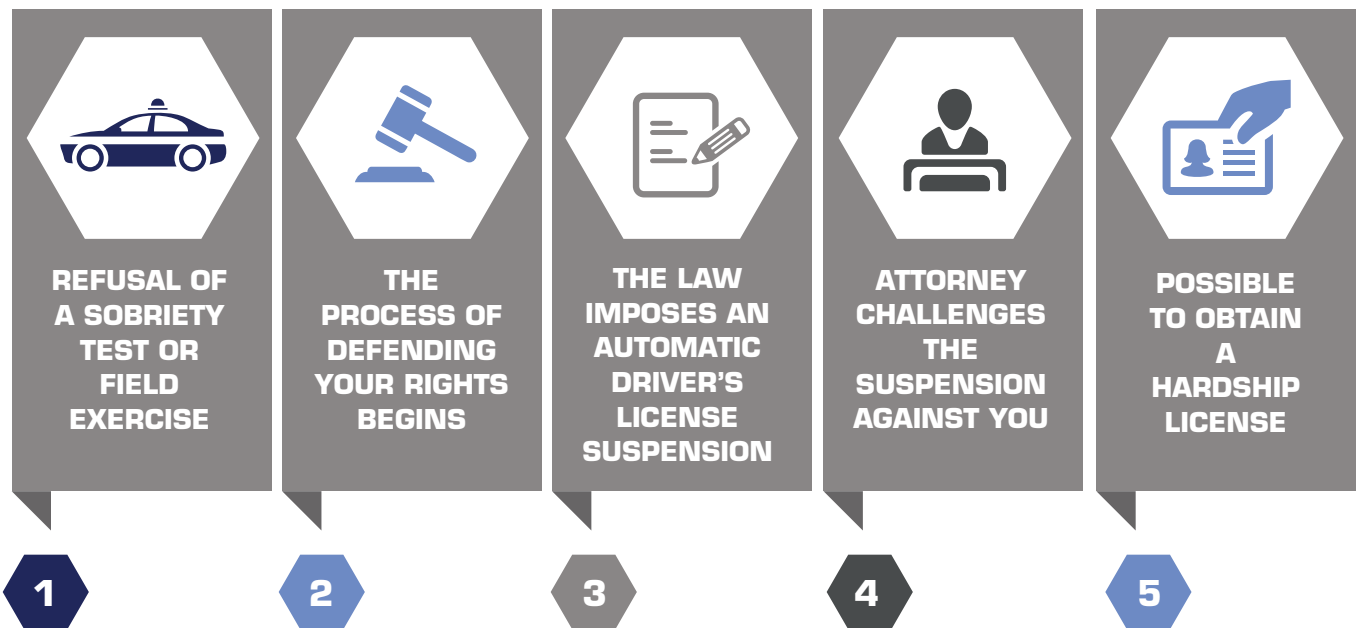 REFUSAL OF
A SOBRIETY
TEST OR
FIELD
EXERCISE
THE
PROCESS OF
DEFENDING
YOUR RIGHTS
BEGINS
THE LAW
IMPOSES AN
AUTOMATIC
DRIVER’S
LICENSE
SUSPENSION
ATTORNEY
CHALLENGES
THE
SUSPENSION
AGAINST YOU
POSSIBLE
TO OBTAIN
A
HARDSHIP
LICENSE
1
2
3
4
5